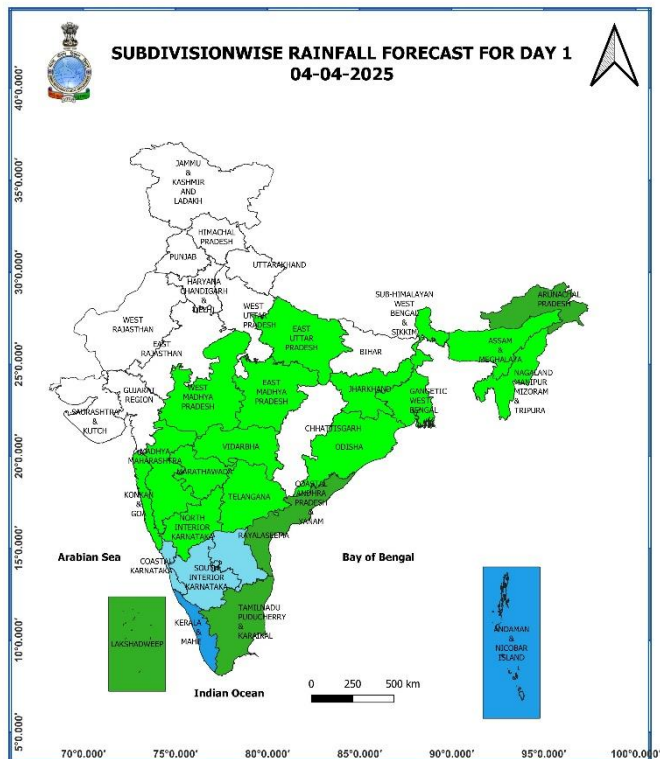 SUBDIVISIONWISE RAINFALL FORECAST FOR DAY 1
04-04-2025
40°0.000'
35°0.000'
30°0.000'
25°0.000'
20°0.000'
15°0.000'
10°0.000'
5°0.000'
JAMMU
&
KASHMIR
AND
LADAKH
HIMACHAL
PRADESH
PUNJAB
UTTARAKHAND
HARYANA
CHANDIGARH
&
DELHI
WEST
UTTAR
PRADESH
WEST
RAJASTHAN
EAST
RAJASTHAN
EAST
UTTAR
PRADESH
SUB-HIMALAYAN
WEST
BENGAL
&
SIKKIM
ARUNACHAL
PRADESH
ASSAM
&
MEGHALAYA
NAGALAND
MANIPUR
MIZORAM
&
TRIPURA
BIHAR
GUJARAT
REGION
SAURASHTRA
&
KUTCH
WEST
MADHYA
PRADESH
EAST
MADHYA
PRADESH
JHARKHAND
GANGETIC
WEST
BENGAL
CHHATTISGARH
ODISHA
VIDARBHA
MADHYA
MAHARASHTRA
MARATHAWADA
KONKAN
&
GOA
TELANGANA
COASTAL
ANDHRA
PRADESH
&
YANAM
NORTH
INTERIOR
KARNATAKA
RAYALASEEMA
Arabian Sea
Bay of Bengal
COASTAL
KARNATAKA
SOUTH
INTERIOR
KARNATAKA
KERALA
&
MAHE
TAMILNADU
PUDUCHERRY
&
KARAIKAL
LAKSHADWEEP
ANDAMAN
&
NICOBAR
ISLAND
Indian Ocean
0 250 500 km
70°0.000' 75°0.000' 80°0.000' 85°0.000' 90°0.000' 95°0.000' 100°0.000'